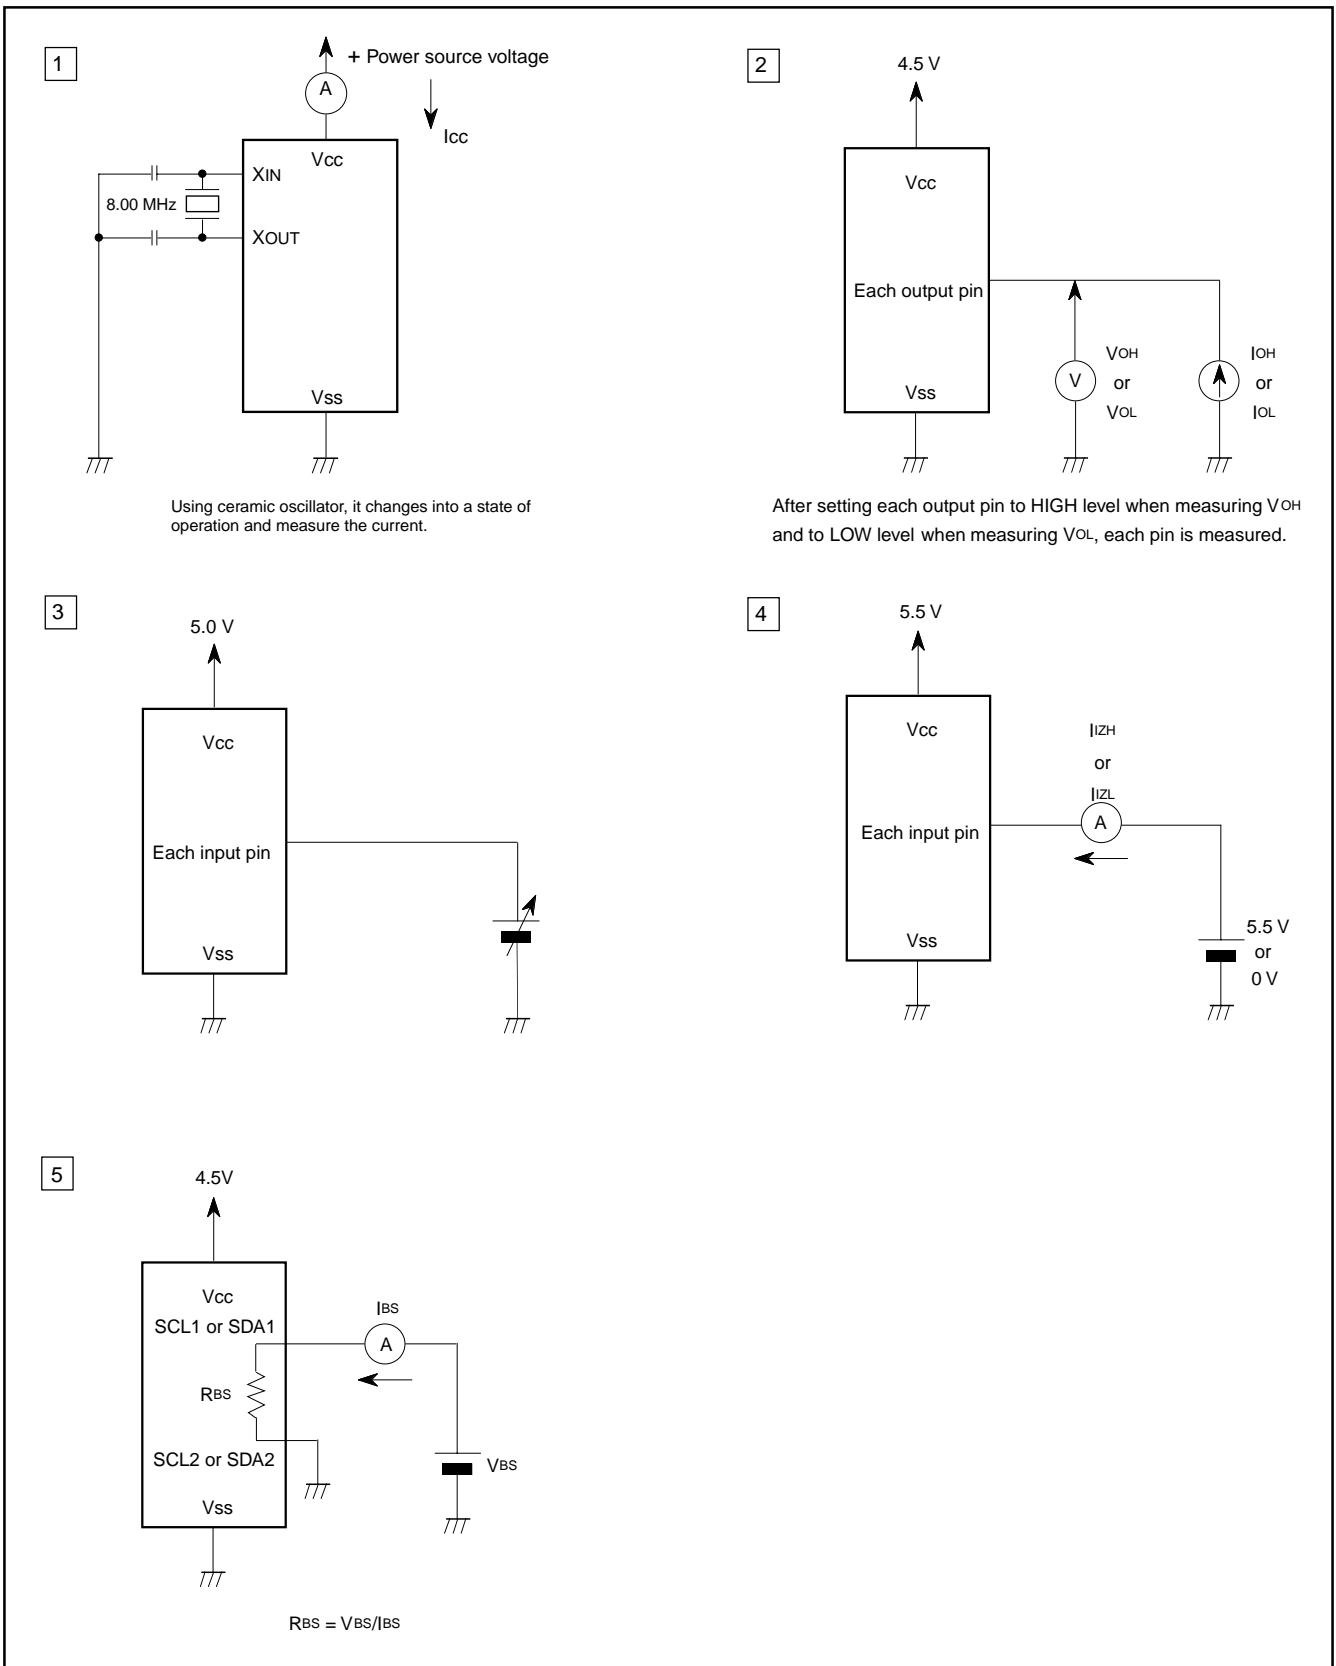 1
+ Power source voltage
A
Icc
Vcc
XIN
8.00 MHz
XOUT
Vss
Using ceramic oscillator, it changes into a state of
operation and measure the current.
2
4.5 V
Vcc
Each output pin
VOH
or
VOL
V
IOH
or
IOL
Vss
After setting each output pin to HIGH level when measuring VOH
and to LOW level when measuring VOL, each pin is measured.
3
5.0 V
Vcc
Each input pin
Vss
4
5.5 V
Vcc
IIZH
or
IIZL
A
Each input pin
Vss
5.5 V
or
0 V
5
4.5V
Vcc
SCL1 or SDA1
IBS
A
RBS
SCL2 or SDA2
VBS
Vss
RBS = VBS/IBS